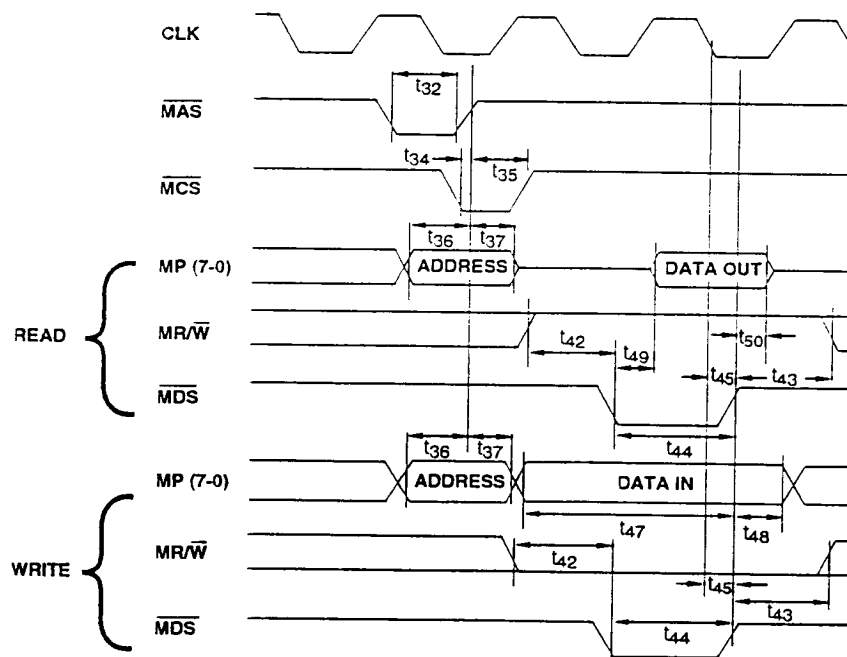 CLK
t32
MAS
t34
t35
MCS
t36 t37
MP (7-0) ADDRESS DATA OUT
READ
MR/W
t42 t49 t50
t45 t43
MDS
t44
t36 t37
MP (7-0) ADDRESS DATA IN
t47 t48
MR/W
t42
WRITE
t45
t43
MDS t44